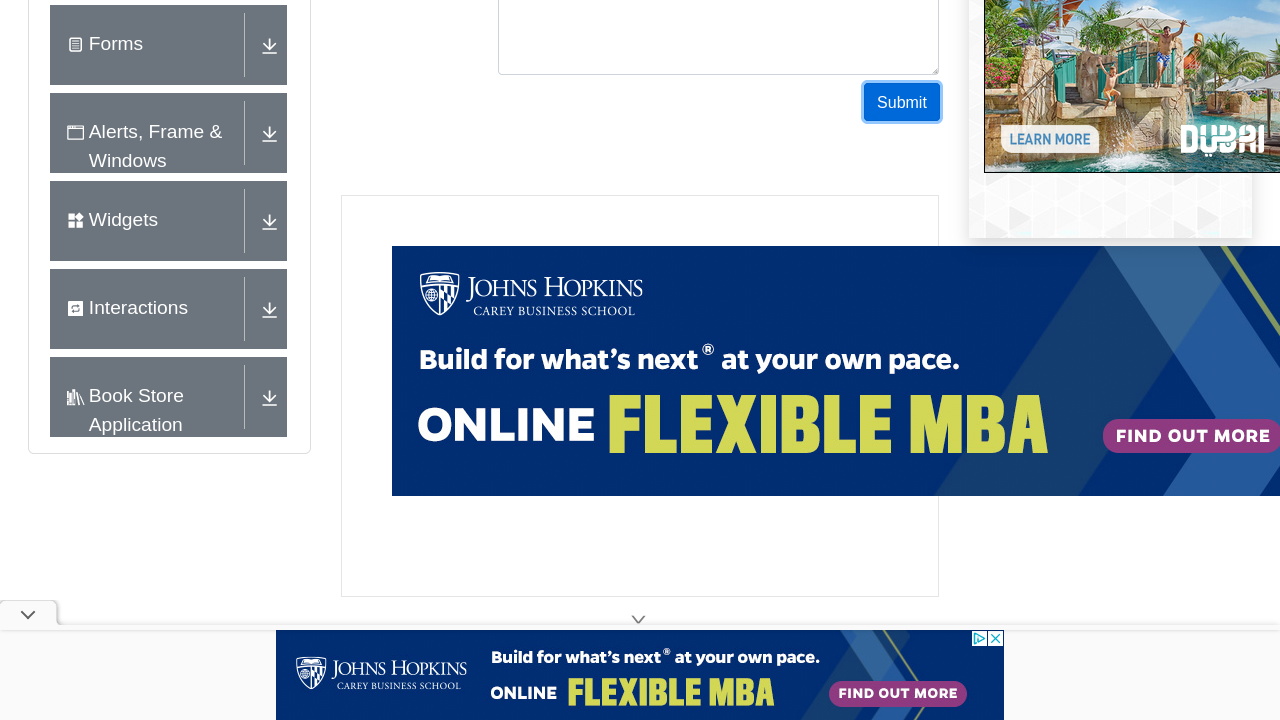 Forms
Alerts, Frame &
Windows
Widgets
Interactions
Book Store
Application
Submit
LEARN MORE
DUBAI
JOHNS HOPKINS
CAREY BUSINESS SCHOOL
Build for what's next® at your own pace.
ONLINE FLEXIBLE MBA
FIND OUT MORE
JOHNS HOPKINS
CAREY BUSINESS SCHOOL
Build for what's next® at your own pace.
ONLINE FLEXIBLE MBA
FIND OUT MORE